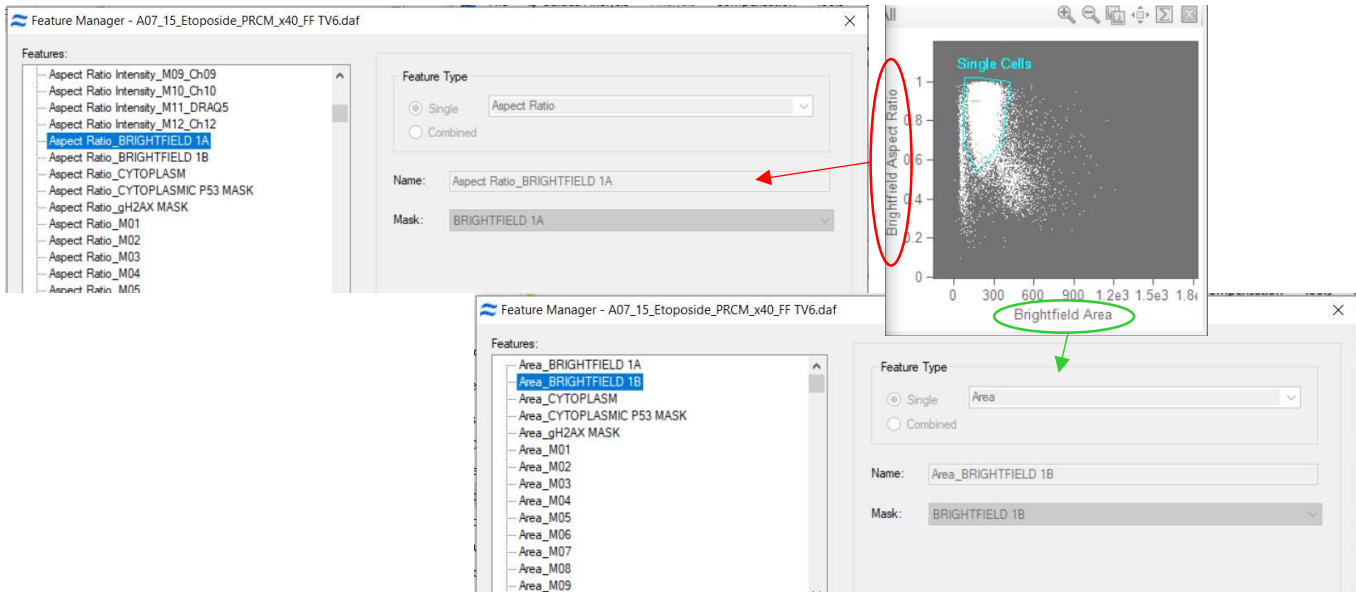 Feature Manager - A07_15_Etoposide_PRCM_x40_FF TV6.daf
Features:
Aspect Ratio Intensity_M09_Ch09
Aspect Ratio Intensity_M10_Ch10
Aspect Ratio Intensity_M11_DRAQ5
Aspect Ratio Intensity_M12_Ch12
Aspect Ratio_BRIGHTFIELD 1A
Aspect Ratio_BRIGHTFIELD 1B
Aspect Ratio_CYTOPLASM
Aspect Ratio_CYTOPLASMIC P53 MASK
Aspect Ratio_gH2AX MASK
Aspect Ratio_M01
Aspect Ratio_M02
Aspect Ratio_M03
Aspect Ratio_M04
Aspect Ratio_M05
Feature Type
Single
Aspect Ratio
Combined
Name:
Aspect Ratio_BRIGHTFIELD 1A
Mask:
BRIGHTFIELD 1A
All
Single Cells
Brightfield Aspect Ratio
1
0.8
0.6
0.4
0.2
0
0 300 600 900 1.2e3 1.5e3
Brightfield Area
Feature Manager - A07_15_Etoposide_PRCM_x40_FF TV6.daf
Features:
Area_BRIGHTFIELD 1A
Area_BRIGHTFIELD 1B
Area_CYTOPLASM
Area_CYTOPLASMIC P53 MASK
Area_gH2AX MASK
Area_M01
Area_M02
Area_M03
Area_M04
Area_M05
Area_M06
Area_M07
Area_M08
Area_M09
Feature Type
Single
Area
Combined
Name:
Area_BRIGHTFIELD 1B
Mask:
BRIGHTFIELD 1B